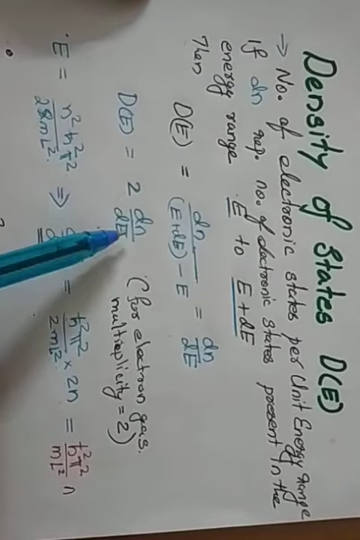 Density of States D(E)
→ No. of electronic states per Unit Energy range
If dn rep. no. of electronic states present in the
energy range E to E+dE
Then
D(E) = dn / (E+dE) - E = dn/dE
D(E) = 2 dn/dE (for electron gas.
multiplicity = 2)
E = n²ħ²π² / 2mL² ⇒ = ħ²π²/2mL² × 2n = ħ²π²/mL² n